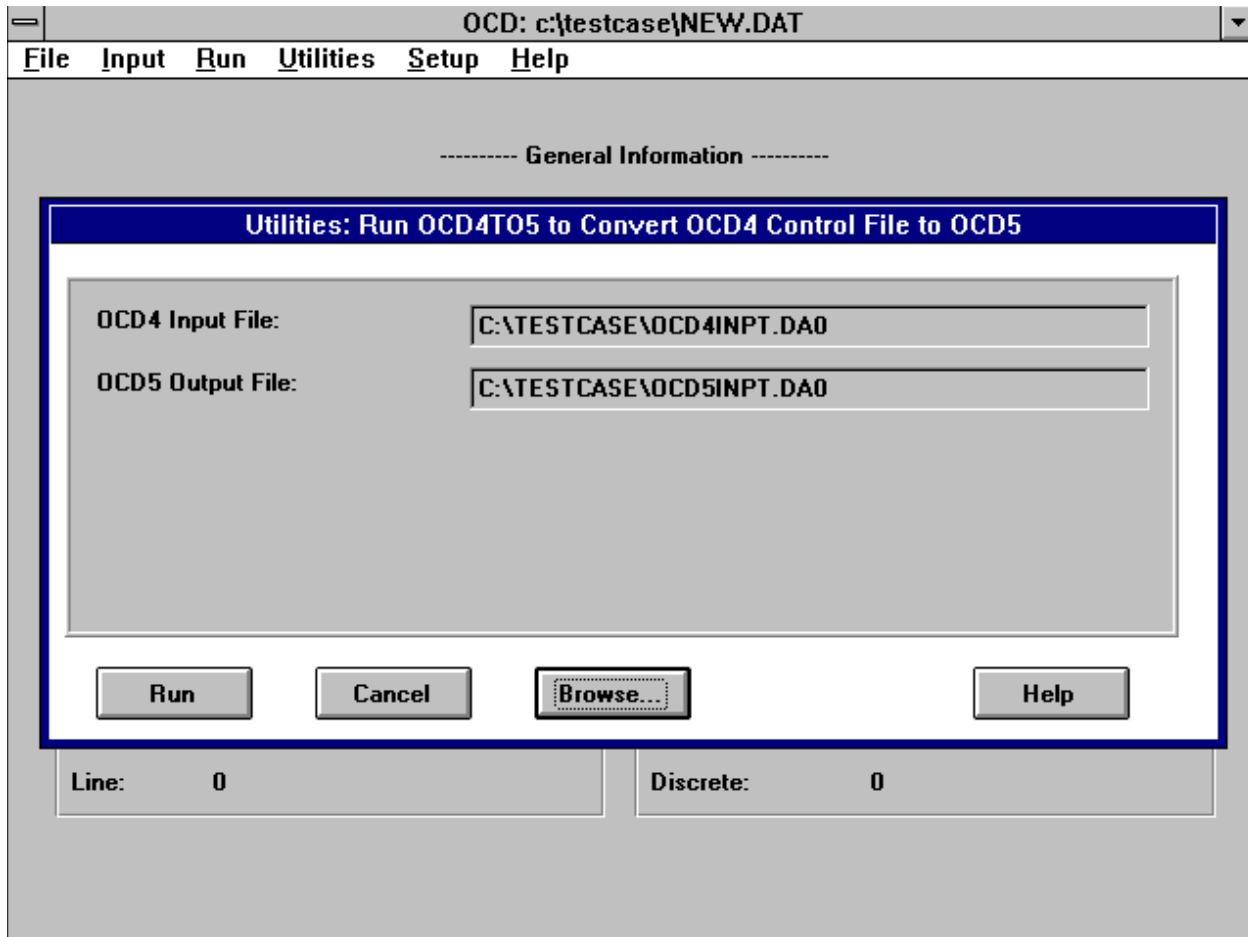 OCD: c:\testcase\NEW.DAT
File Input Run Utilities Setup Help
---------- General Information ----------
Utilities: Run OCD4TO5 to Convert OCD4 Control File to OCD5
OCD4 Input File: C:\TESTCASE\OCD4INPT.DA0
OCD5 Output File: C:\TESTCASE\OCD5INPT.DA0
Run Cancel Browse... Help
Line: 0 Discrete: 0